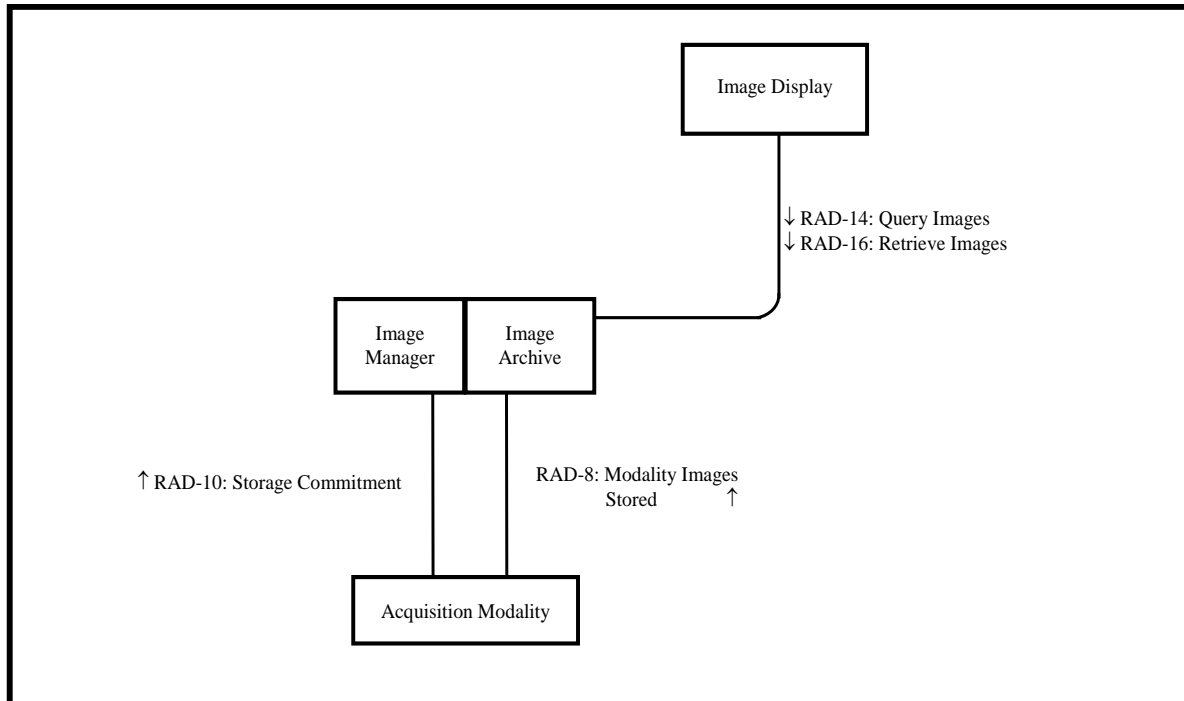 Image Display
↓ RAD-14: Query Images
↓ RAD-16: Retrieve Images
Image
Manager
Image
Archive
↑ RAD-10: Storage Commitment
RAD-8: Modality Images
Stored ↑
Acquisition Modality